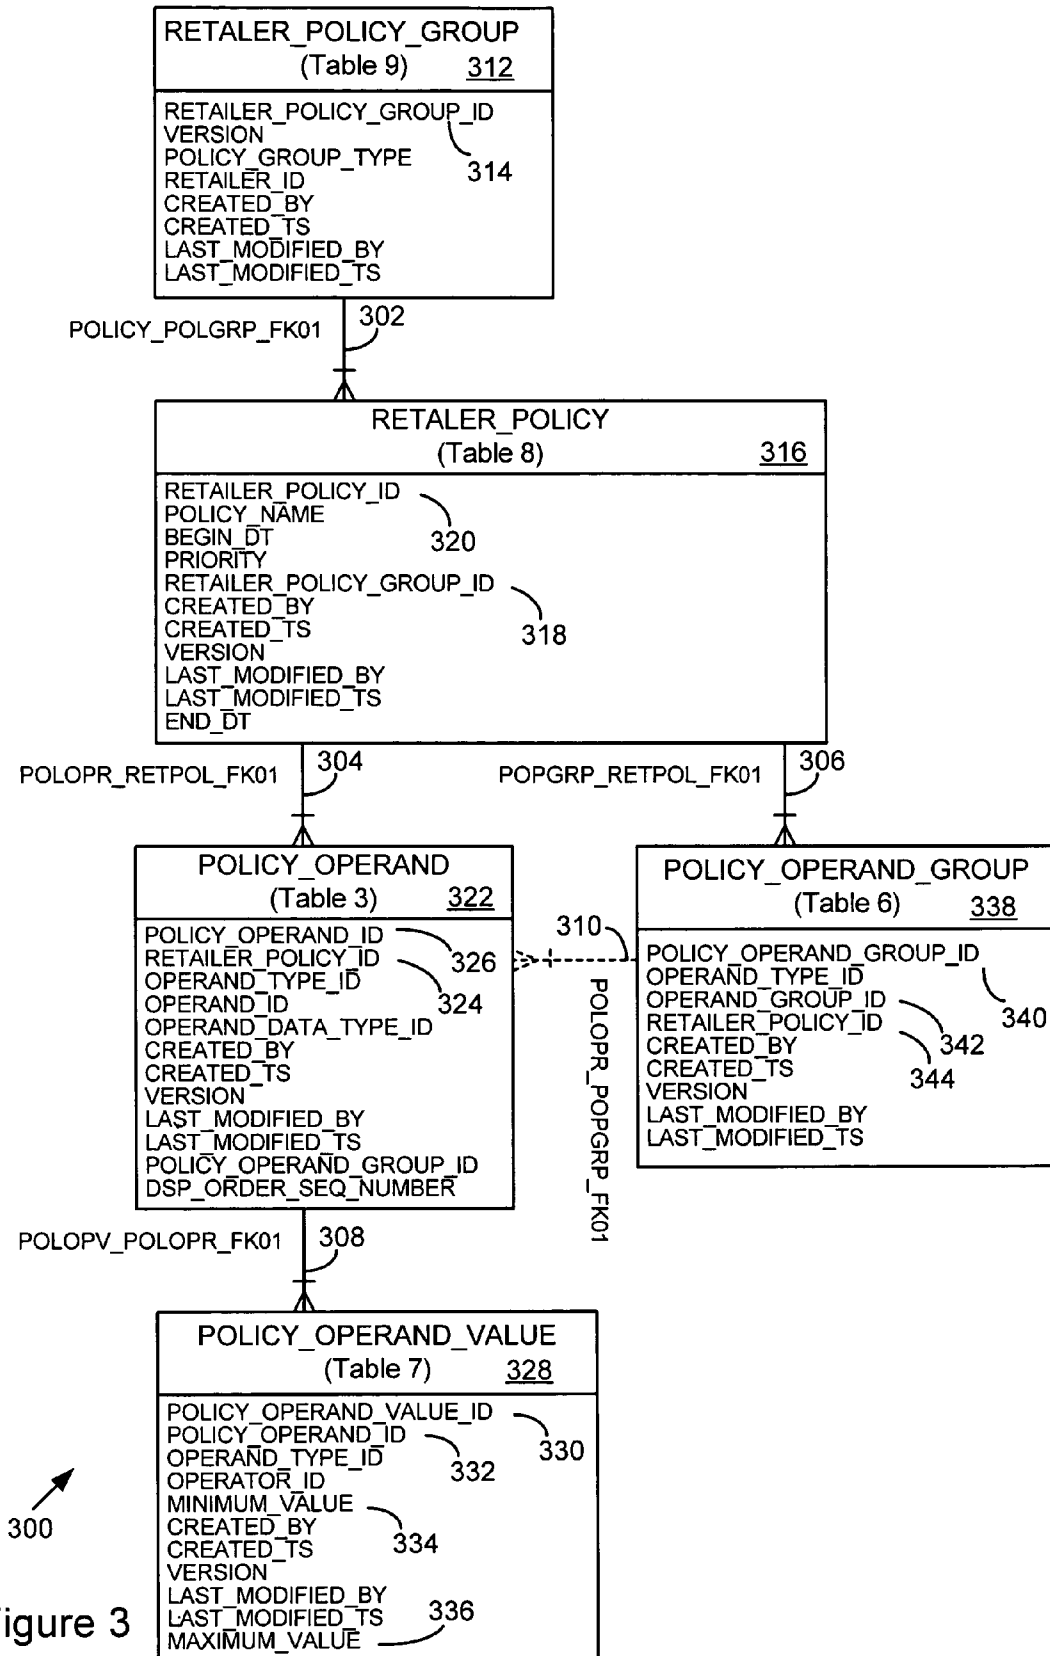 RETALER_POLICY_GROUP
(Table 9) 312
RETAILER_POLICY_GROUP_ID
VERSION
POLICY_GROUP_TYPE
314
RETAILER_ID
CREATED_BY
CREATED_TS
LAST_MODIFIED_BY
LAST_MODIFIED_TS
POLICY_POLGRP_FK01
302
RETALER_POLICY
(Table 8) 316
RETAILER_POLICY_ID
POLICY_NAME
BEGIN_DT
320
PRIORITY
RETAILER_POLICY_GROUP_ID
CREATED_BY
CREATED_TS
318
VERSION
LAST_MODIFIED_BY
LAST_MODIFIED_TS
END_DT
POLOPR_RETPOL_FK01
304
POPGRP_RETPOL_FK01
306
POLICY_OPERAND
(Table 3) 322
POLICY_OPERAND_ID
RETAILER_POLICY_ID
326
OPERAND_TYPE_ID
OPERAND_ID
324
OPERAND_DATA_TYPE_ID
CREATED_BY
CREATED_TS
VERSION
LAST_MODIFIED_BY
LAST_MODIFIED_TS
POLICY_OPERAND_GROUP_ID
DSP_ORDER_SEQ_NUMBER
310
POLOPR_POPGRP_FK01
POLICY_OPERAND_GROUP
(Table 6) 338
POLICY_OPERAND_GROUP_ID
OPERAND_TYPE_ID
OPERAND_GROUP_ID
340
RETAILER_POLICY_ID
342
CREATED_BY
CREATED_TS
344
VERSION
LAST_MODIFIED_BY
LAST_MODIFIED_TS
POLOPV_POLOPR_FK01
308
POLICY_OPERAND_VALUE
(Table 7) 328
POLICY_OPERAND_VALUE_ID
POLICY_OPERAND_ID
330
OPERAND_TYPE_ID
332
OPERATOR_ID
MINIMUM_VALUE
CREATED_BY
334
CREATED_TS
VERSION
LAST_MODIFIED_BY
LAST_MODIFIED_TS
336
MAXIMUM_VALUE
300
igure 3